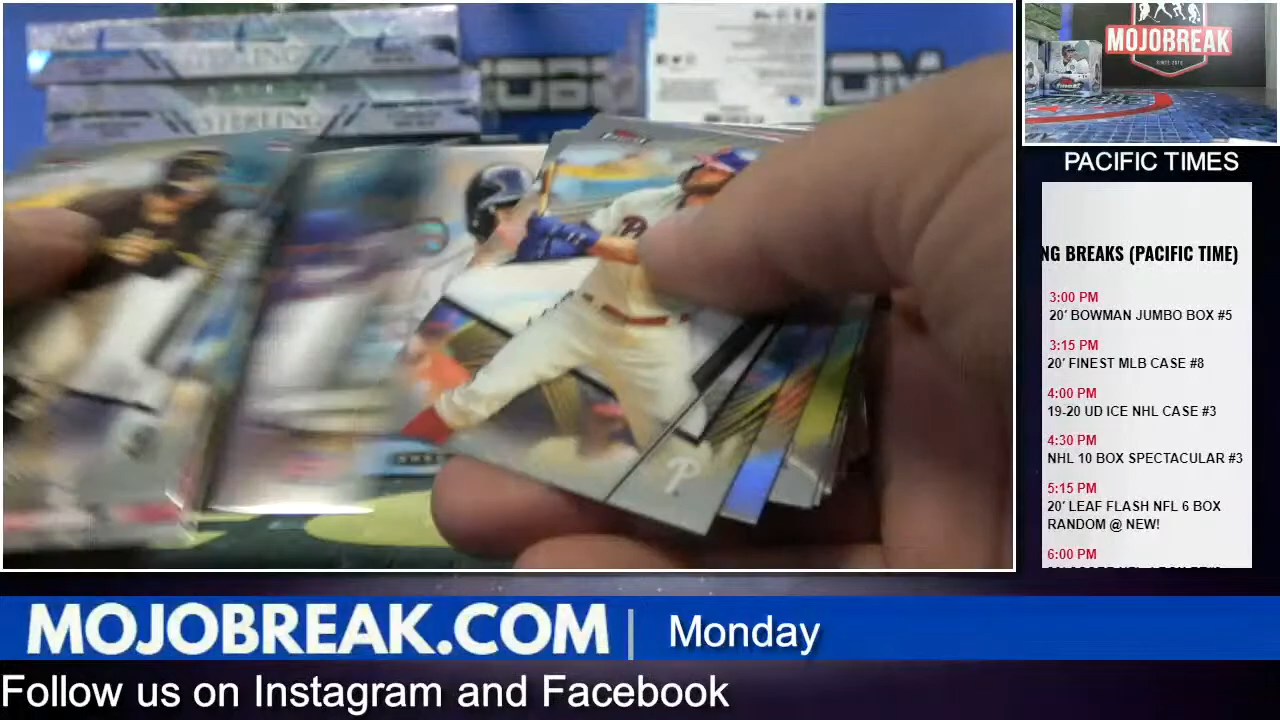 STERLING
STERLING
P
MOJOBREAK
PACIFIC TIMES
NG BREAKS (PACIFIC TIME)
3:00 PM
20' BOWMAN JUMBO BOX #5
3:15 PM
20' FINEST MLB CASE #8
4:00 PM
19-20 UD ICE NHL CASE #3
4:30 PM
NHL 10 BOX SPECTACULAR #3
5:15 PM
20' LEAF FLASH NFL 6 BOX
RANDOM @ NEW!
6:00 PM
MOJOBREAK.COM | Monday
Follow us on Instagram and Facebook